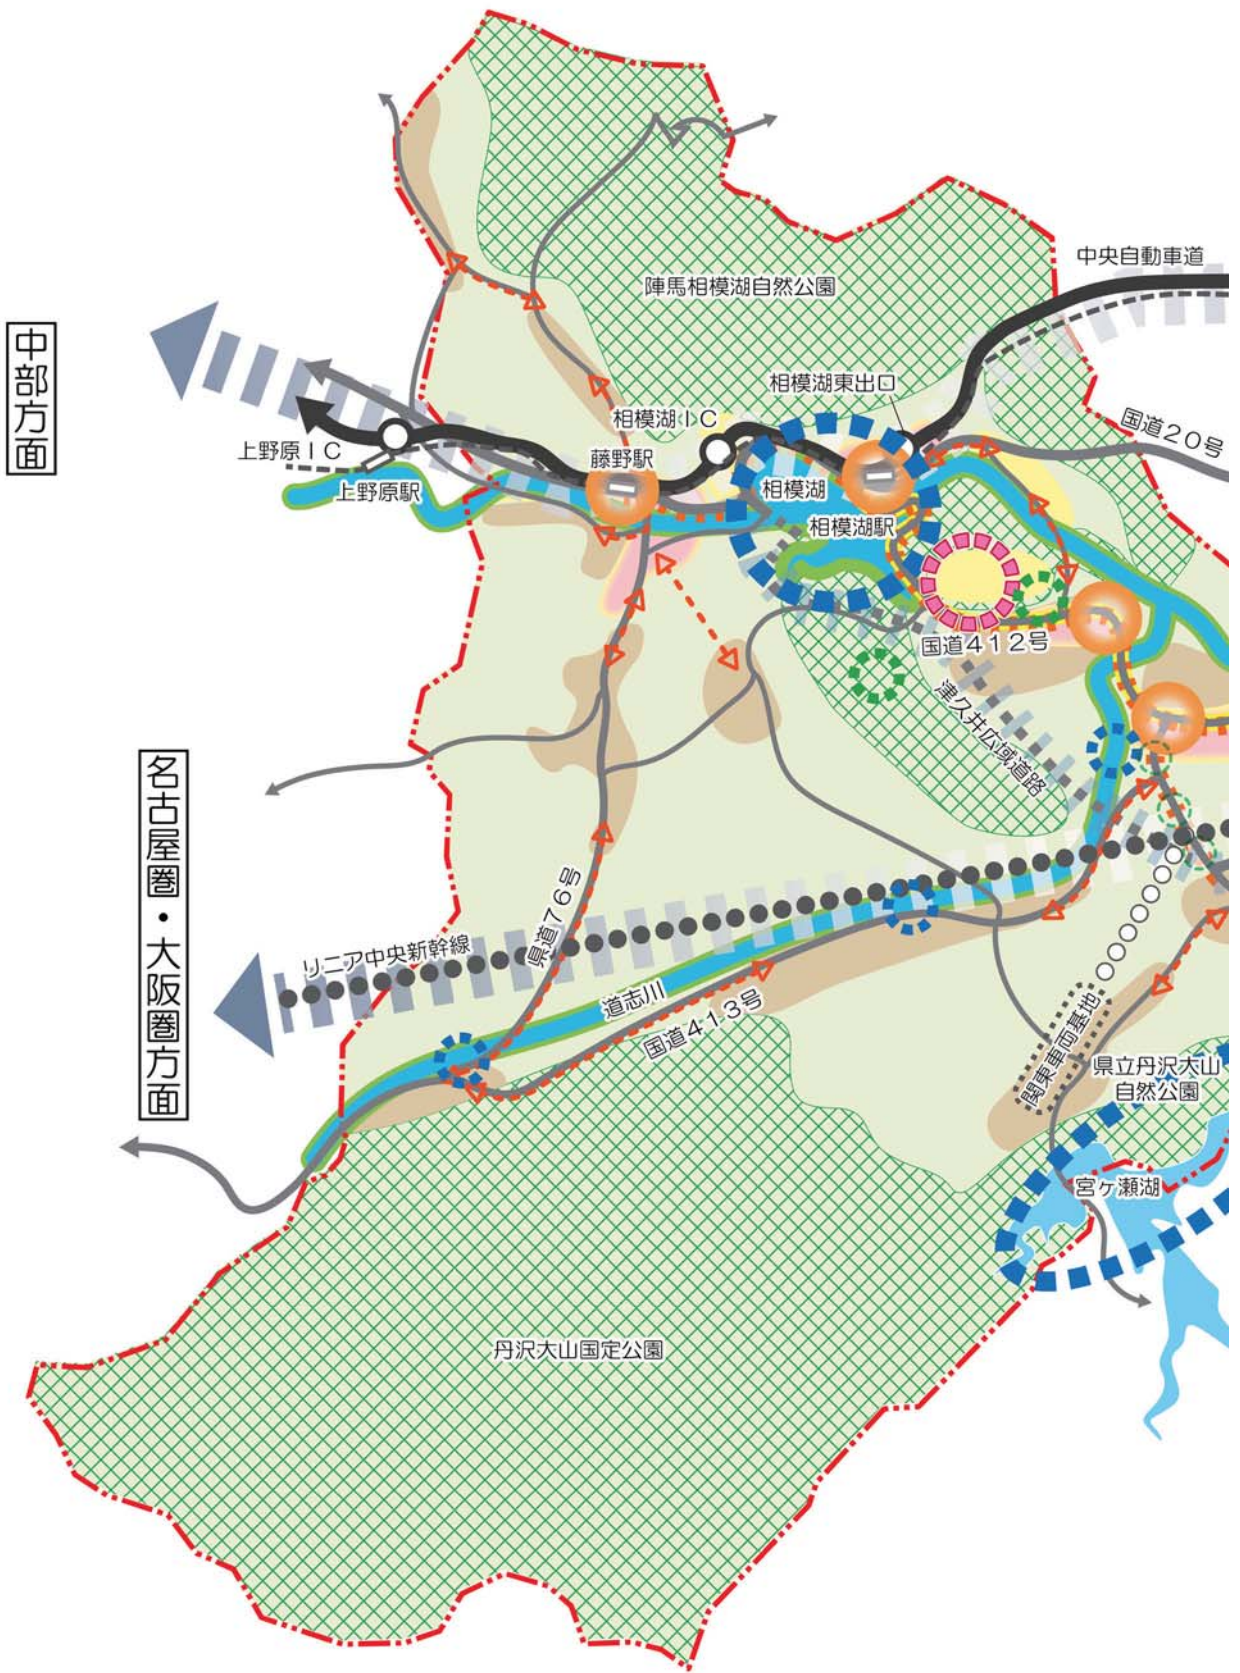 中央自動車道
陣馬相模湖自然公園
中部方面
相模湖東出口
相模湖ＩＣ
国道２０号
上野原ＩＣ
藤野駅
上野原駅
相模湖
相模湖駅
国道４１２号
津久井広域道路
名古屋圏・大阪圏方面
県道７６号
リニア中央新幹線
道志川
国道４１３号
関東車両基地
県立丹沢大山
自然公園
宮ヶ瀬湖
丹沢大山国定公園